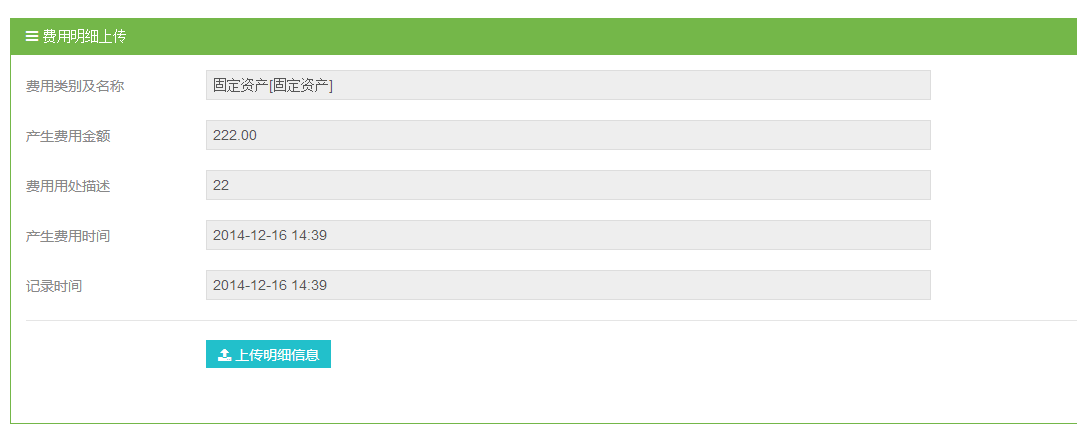 费用明细上传
费用类别及名称 固定资产[固定资产]
产生费用金额 222.00
费用用处描述 22
产生费用时间 2014-12-16 14:39
记录时间 2014-12-16 14:39
上传明细信息